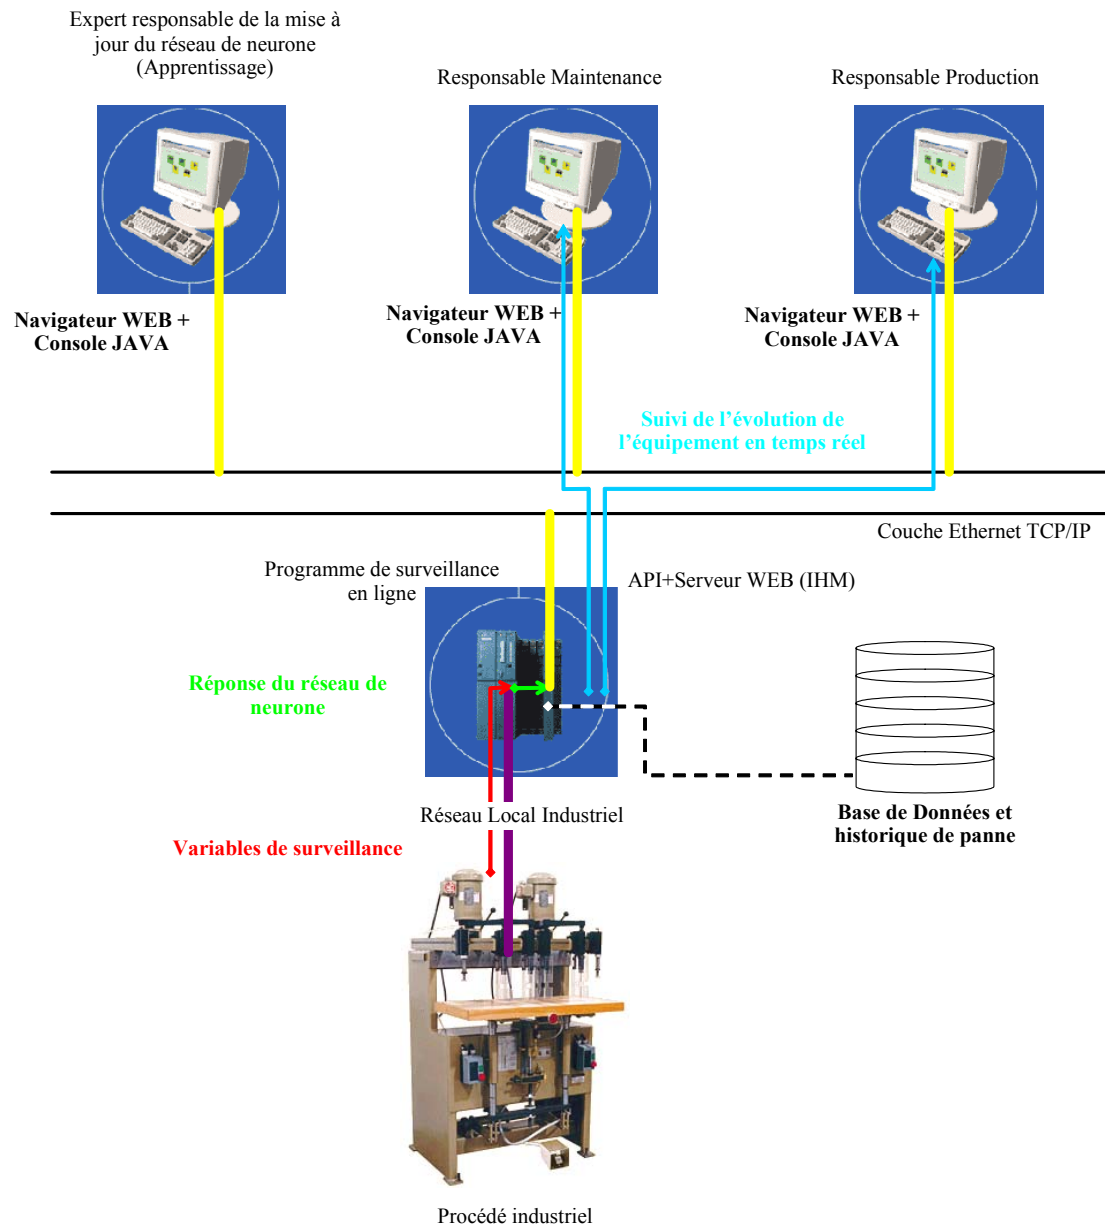 Expert responsable de la mise à
jour du réseau de neurone
(Apprentissage)
Responsable Maintenance
Responsable Production
Navigateur WEB +
Console JAVA
Navigateur WEB +
Console JAVA
Navigateur WEB +
Console JAVA
Suivi de l’évolution de
l’équipement en temps réel
Couche Ethernet TCP/IP
Programme de surveillance
en ligne
API+Serveur WEB (IHM)
Réponse du réseau de
neurone
Réseau Local Industriel
Base de Données et
historique de panne
Variables de surveillance
Procédé industriel